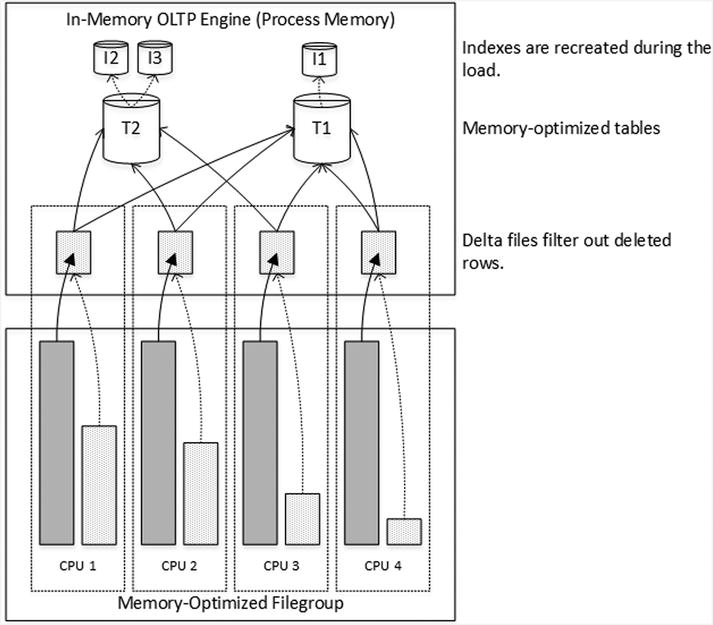 In-Memory OLTP Engine (Process Memory)
I2
I3
I1
Indexes are recreated during the
load.
T2
T1
Memory-optimized tables
Delta files filter out deleted
rows.
CPU 1
CPU 2
CPU 3
CPU 4
Memory-Optimized Filegroup